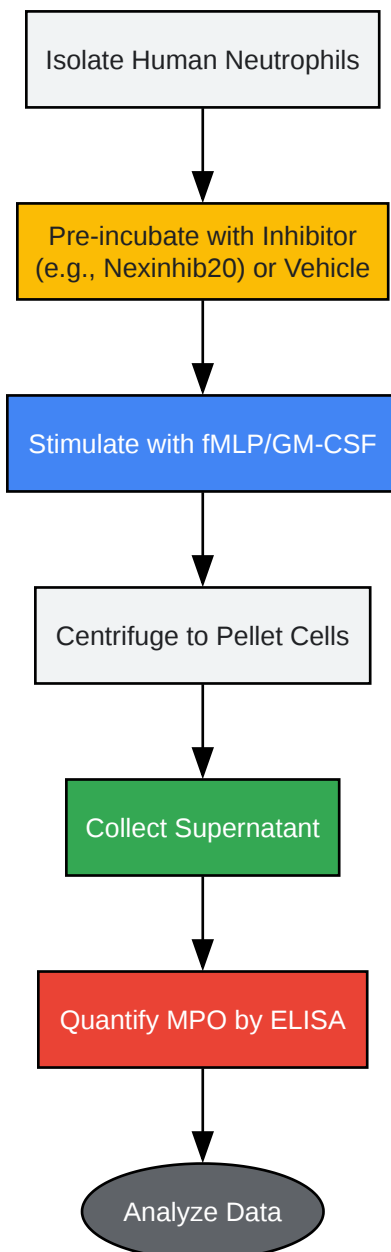 Isolate Human Neutrophils
Pre-incubate with Inhibitor
(e.g., Nexinhib20) or Vehicle
Stimulate with fMLP/GM-CSF
Centrifuge to Pellet Cells
Collect Supernatant
Quantify MPO by ELISA
Analyze Data